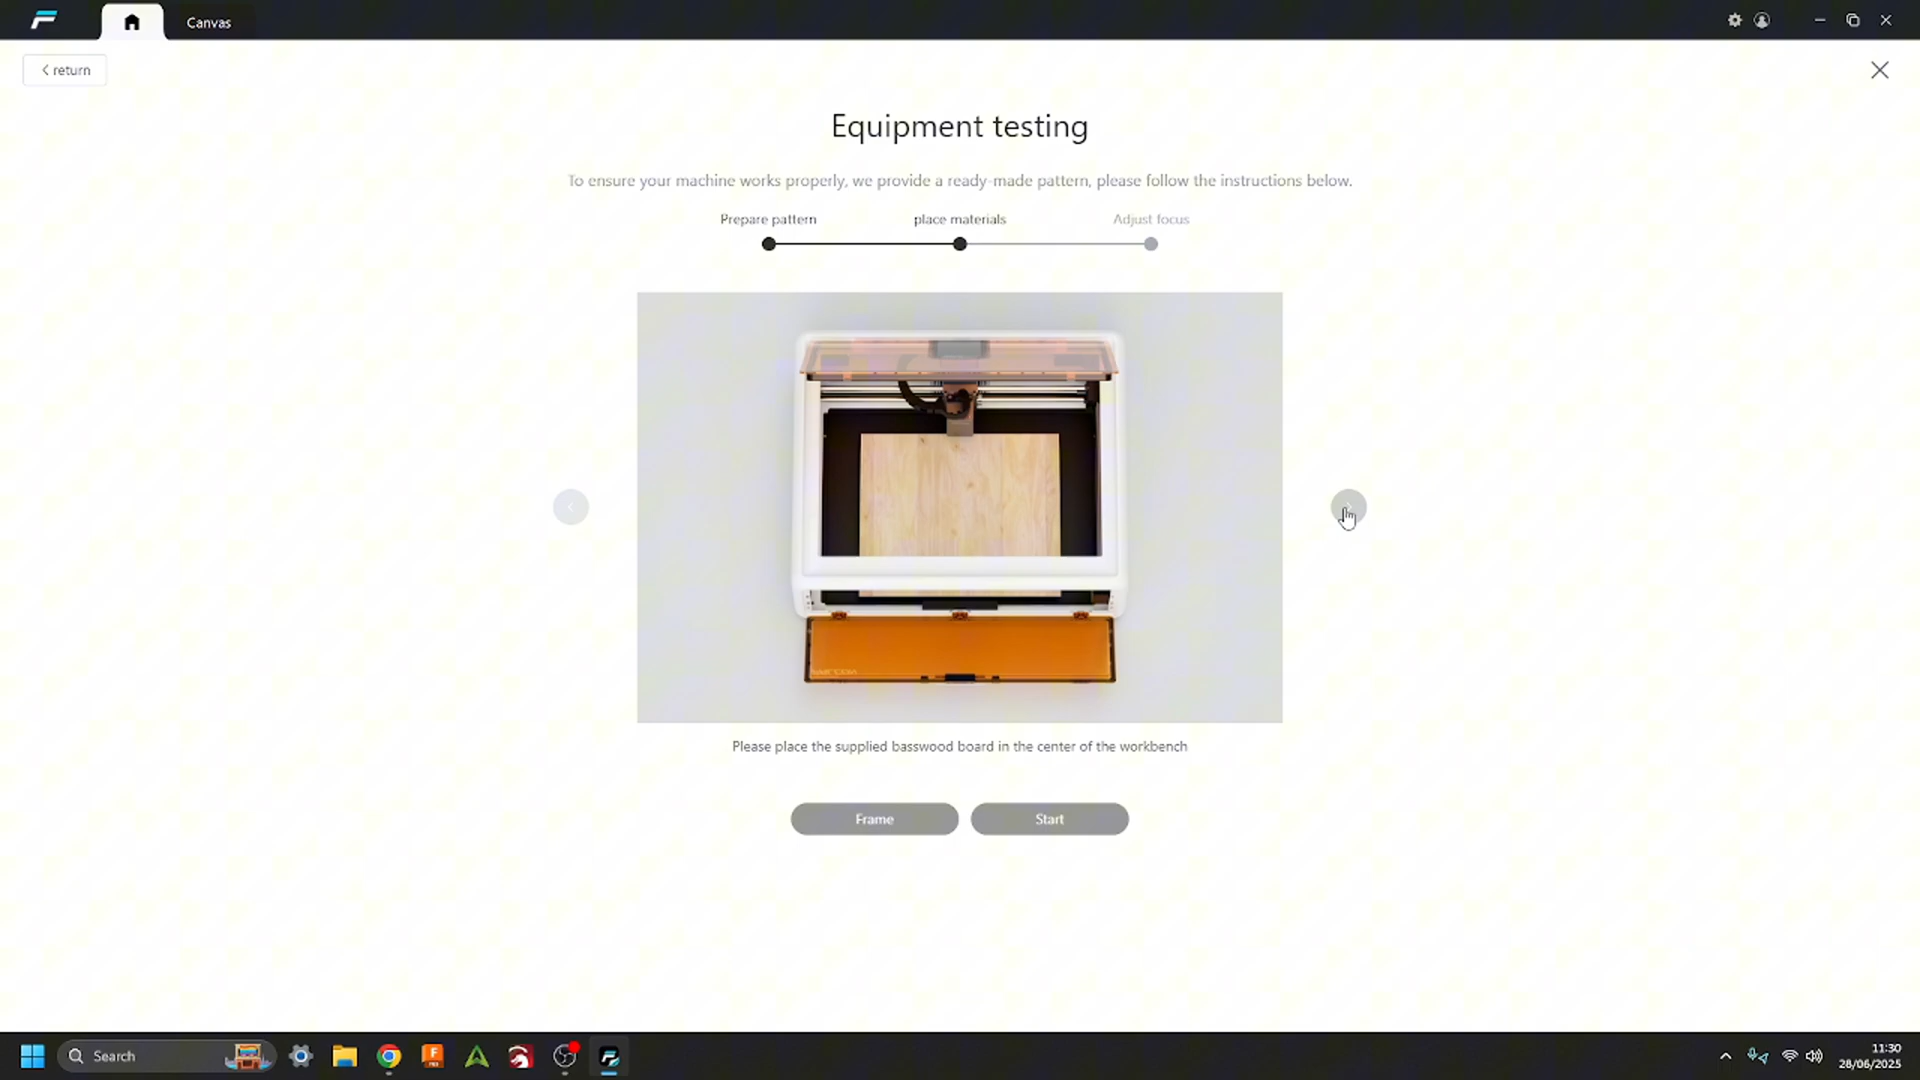 Canvas
return
Equipment testing
To ensure your machine works properly, we provide a ready-made pattern, please follow the instructions below.
Prepare pattern
place materials
Adjust focus
Please place the supplied basswood board in the center of the workbench
Frame
Start
Search
11:30
28/06/2025